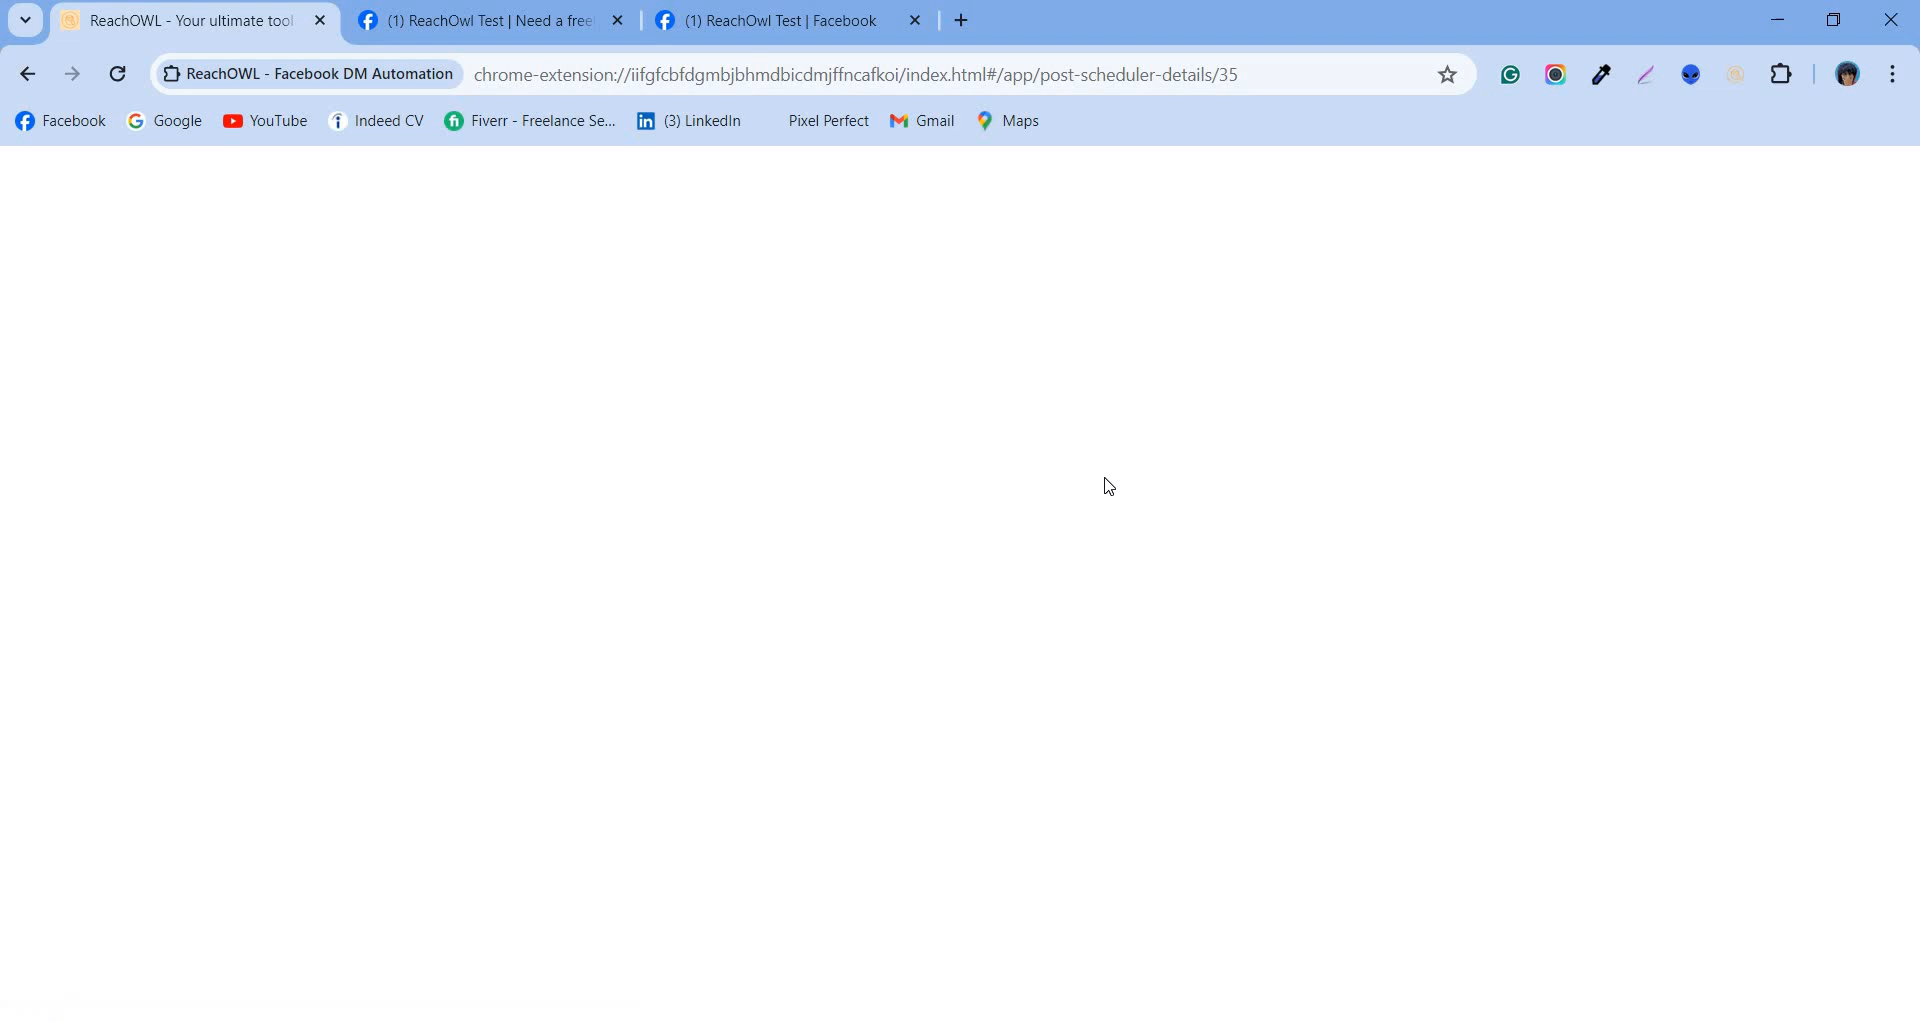 ReachOWL - Your ultimate tool
(1) ReachOwl Test | Need a free
(1) ReachOwl Test | Facebook
ReachOWL - Facebook DM Automation
chrome-extension://iifgfcbfdgmbjbhmdbicdmjffncafkoi/index.html#/app/post-scheduler-details/35
Facebook
Google
YouTube
Indeed CV
Fiverr - Freelance Se...
(3) LinkedIn
Pixel Perfect
Gmail
Maps